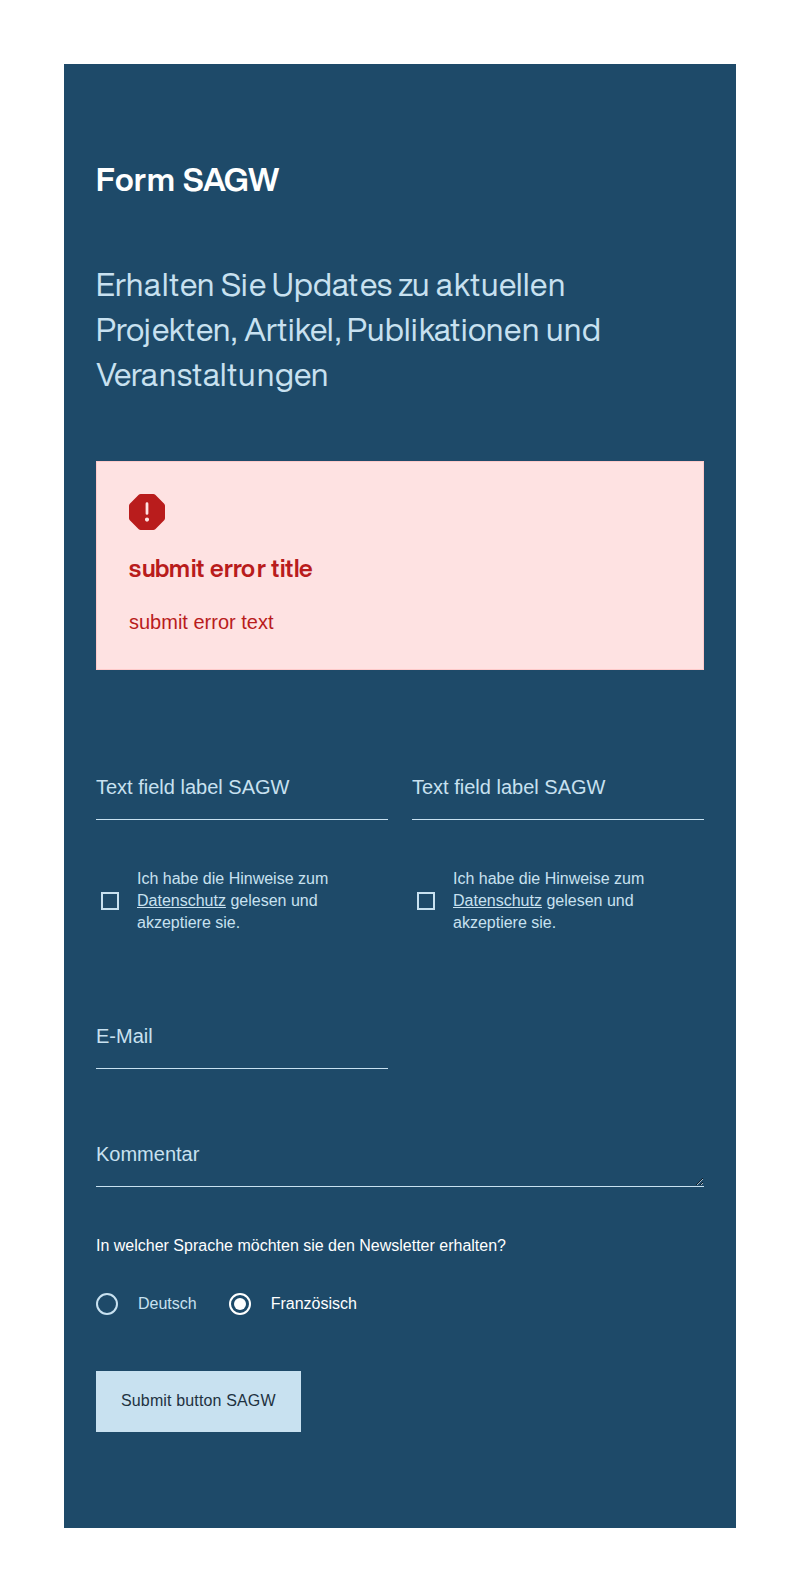 Form SAGW
Erhalten Sie Updates zu aktuellen
Projekten, Artikel, Publikationen und
Veranstaltungen
submit error title
submit error text
Text field label SAGW
Text field label SAGW
Ich habe die Hinweise zum
Datenschutz gelesen und
akzeptiere sie.
Ich habe die Hinweise zum
Datenschutz gelesen und
akzeptiere sie.
E-Mail
Kommentar
In welcher Sprache möchten sie den Newsletter erhalten?
Deutsch Französisch
Submit button SAGW